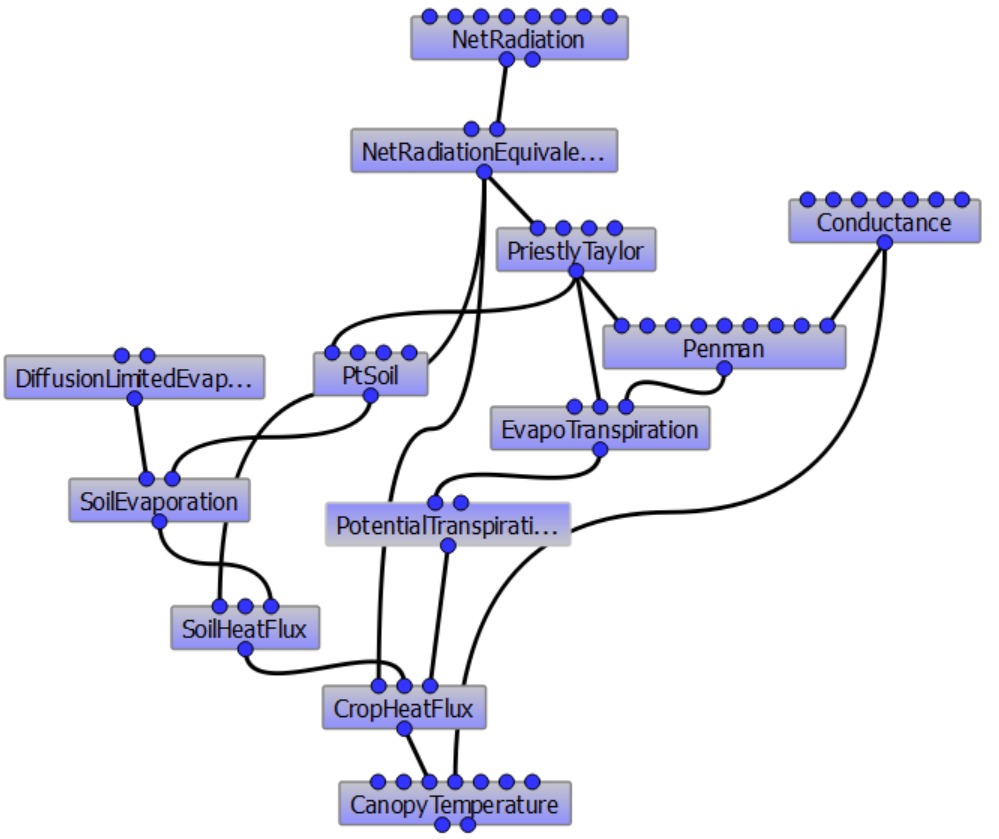 NetRadiation
NetRadiationEquivale...
Conductance
PriestlyTaylor
Penman
PtSoil
DiffusionLimitedEvap...
EvapoTranspiration
SoilEvaporation
PotentialTranspirati...
SoilHeatFlux
CropHeatFlux
CanopyTemperature